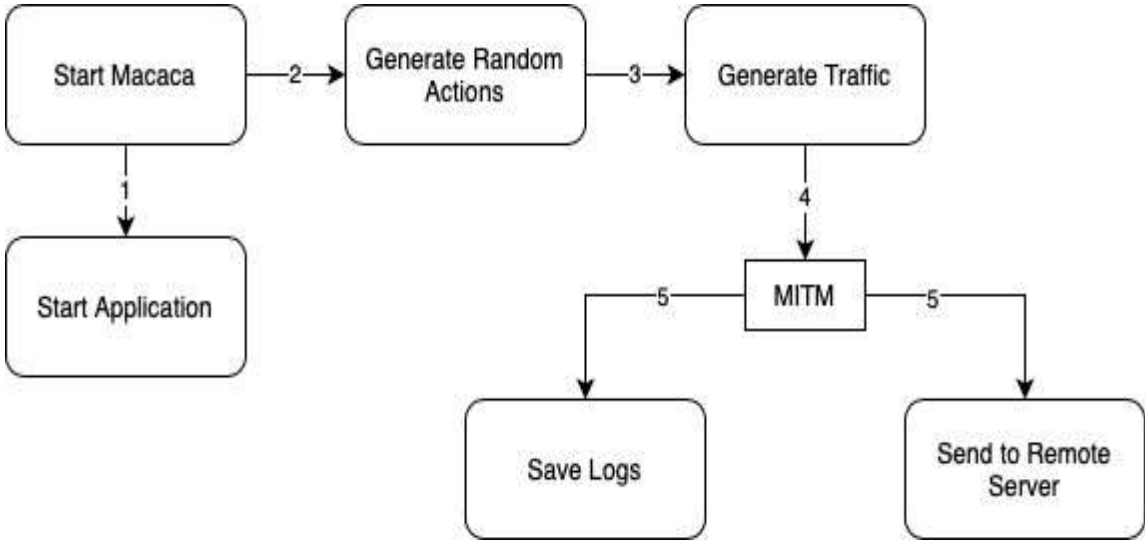 Start Macaca
2
Generate Random
Actions
3
Generate Traffic
1
4
Start Application
5
MITM
5
Save Logs
Send to Remote
Server